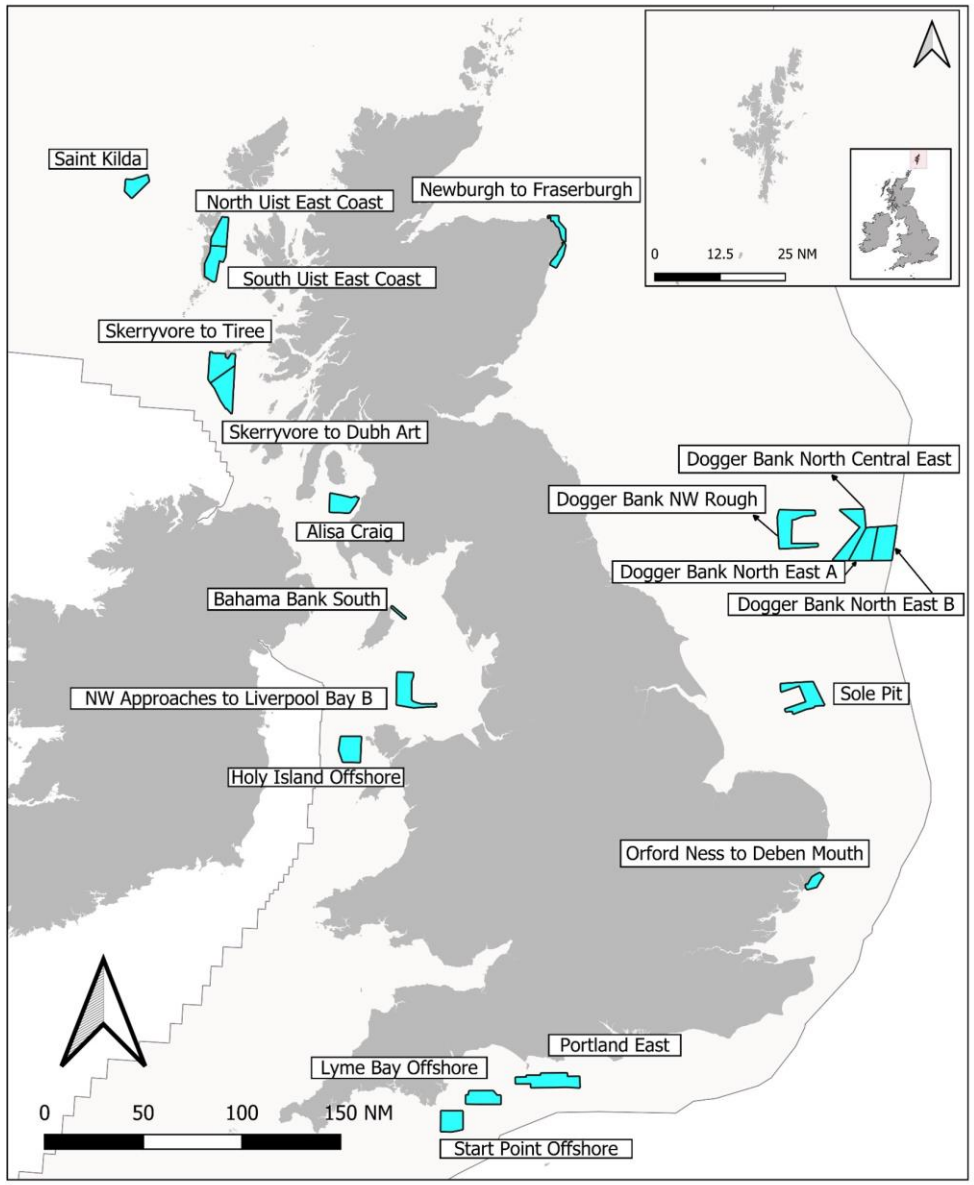 Saint Kilda
North Uist East Coast
Newburgh to Fraserburgh
0 12.5 25 NM
South Uist East Coast
Skerryvore to Tiree
Skerryvore to Dubh Art
Dogger Bank North Central East
Dogger Bank NW Rough
Alisa Craig
Dogger Bank North East A
Bahama Bank South
Dogger Bank North East B
NW Approaches to Liverpool Bay B
Sole Pit
Holy Island Offshore
Orford Ness to Deben Mouth
Portland East
Lyme Bay Offshore
0 50 100 150 NM
Start Point Offshore